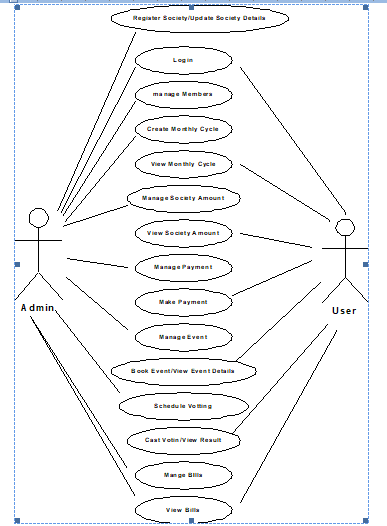 Register Society/Update Society Details
Login
manage Members
Create Monthly Cycle
View Monthly Cycle
Manage Society Amount
View Society Amount
Manage Payment
Make Payment
Admin
User
Manage Event
Book Event/View Event Details
Schedule Votting
Cast Votin/View Result
Mange Bills
View Bills